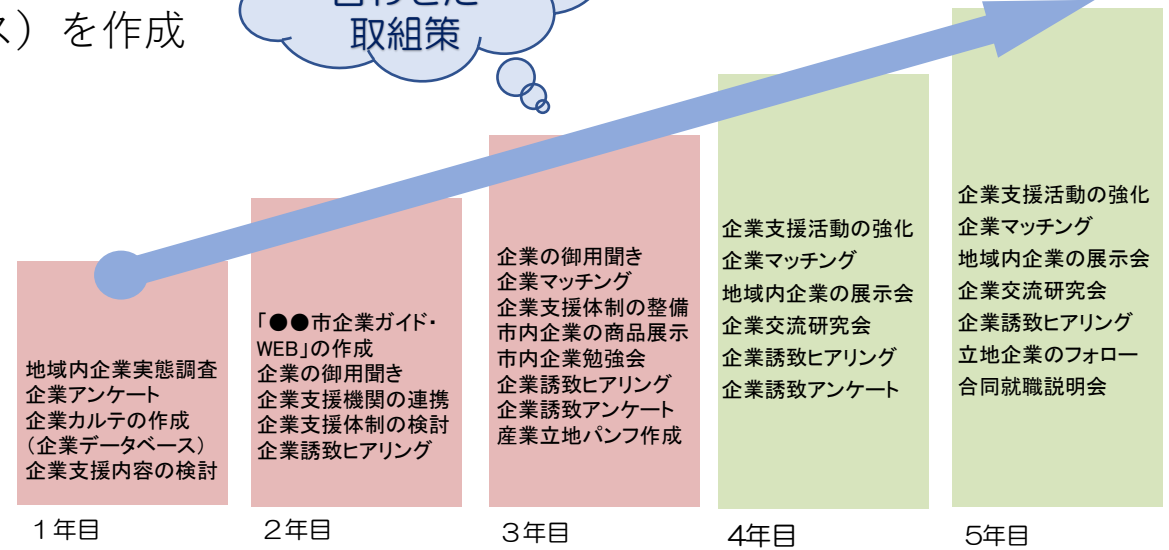 ス）を作成
取組策
地域内企業実態調査
企業アンケート
企業カルテの作成
（企業データベース）
企業支援内容の検討
１年目
「●●市企業ガイド・
WEB」の作成
企業の御用聞き
企業支援機関の連携
企業支援体制の検討
企業誘致ヒアリング
２年目
企業の御用聞き
企業マッチング
企業支援体制の整備
市内企業の商品展示
市内企業勉強会
企業誘致ヒアリング
企業誘致アンケート
産業立地パンフ作成
３年目
企業支援活動の強化
企業マッチング
地域内企業の展示会
企業交流研究会
企業誘致ヒアリング
企業誘致アンケート
4年目
企業支援活動の強化
企業マッチング
地域内企業の展示会
企業交流研究会
企業誘致ヒアリング
立地企業のフォロー
合同就職説明会
5年目